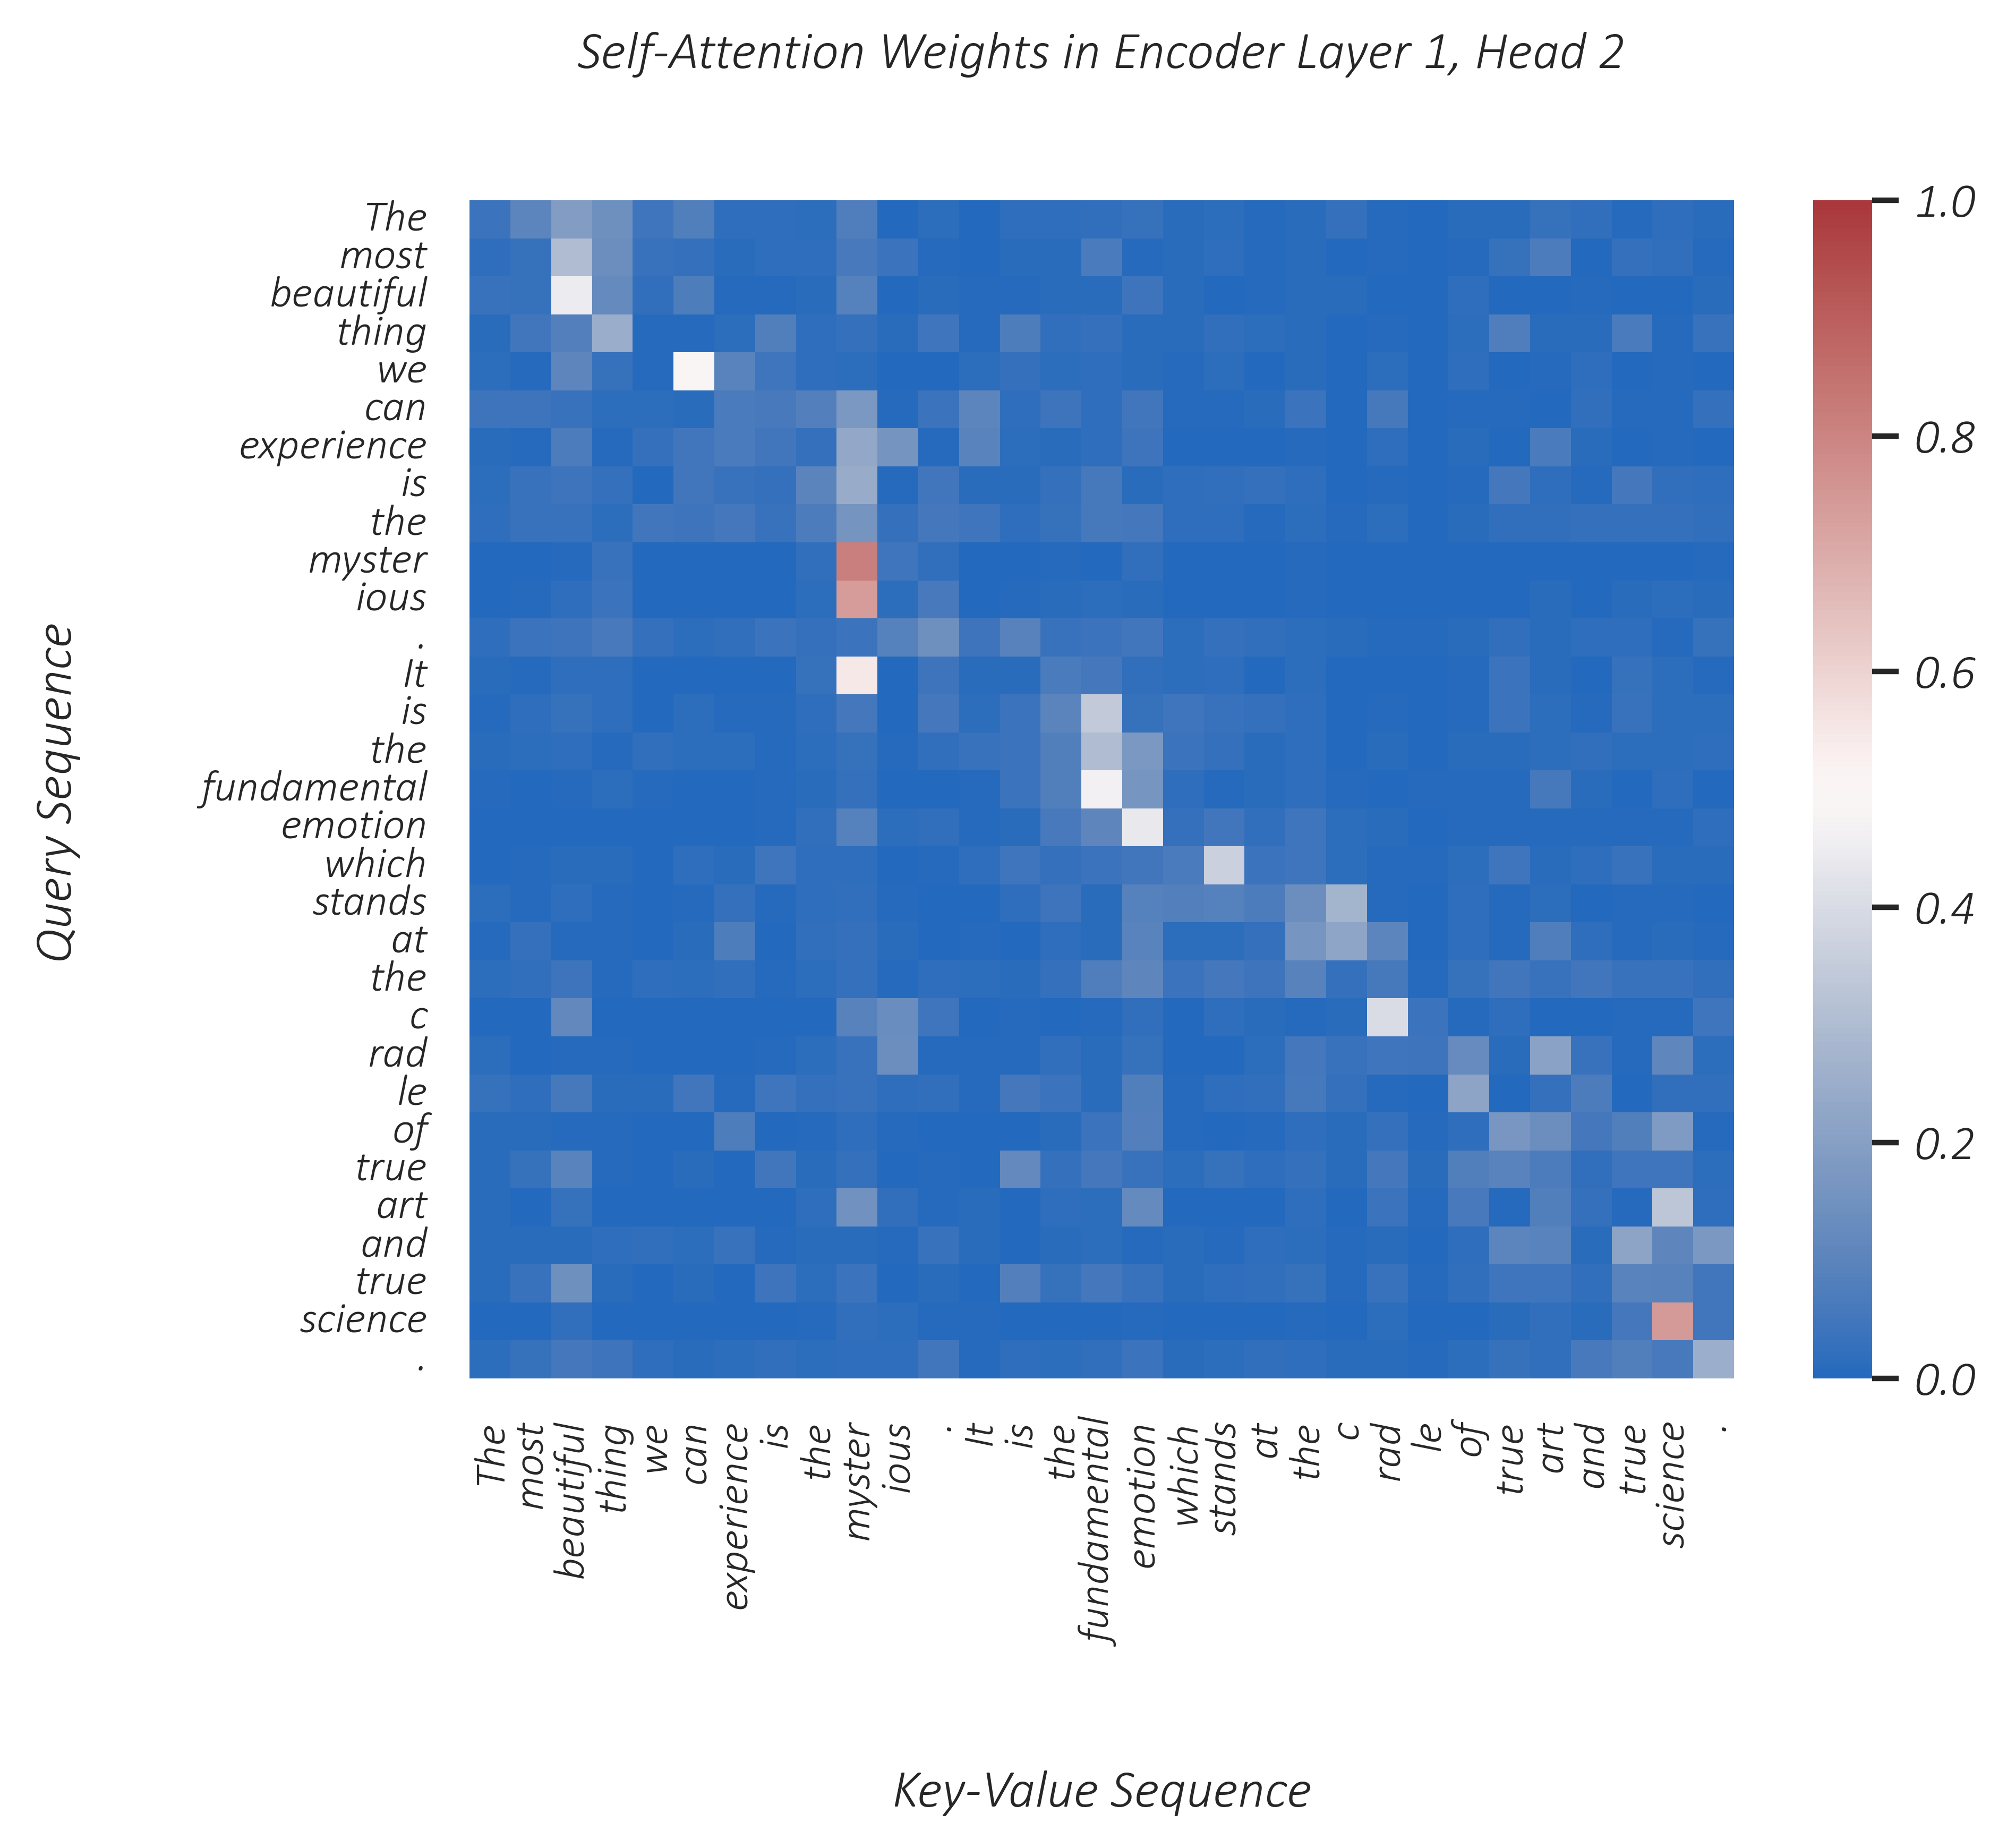 Self-Attention Weights in Encoder Layer 1, Head 2
Query Sequence
The
most
beautiful
thing
we
can
experience
is
the
myster
ious
.
It
is
the
fundamental
emotion
which
stands
at
the
c
rad
le
of
true
art
and
true
science
.
1.0
0.8
0.6
0.4
0.2
0.0
The
most
beautiful
thing
we
can
experience
is
the
myster
ious
.
It
is
the
fundamental
emotion
which
stands
at
the
c
rad
le
of
true
art
and
true
science
.
Key-Value Sequence